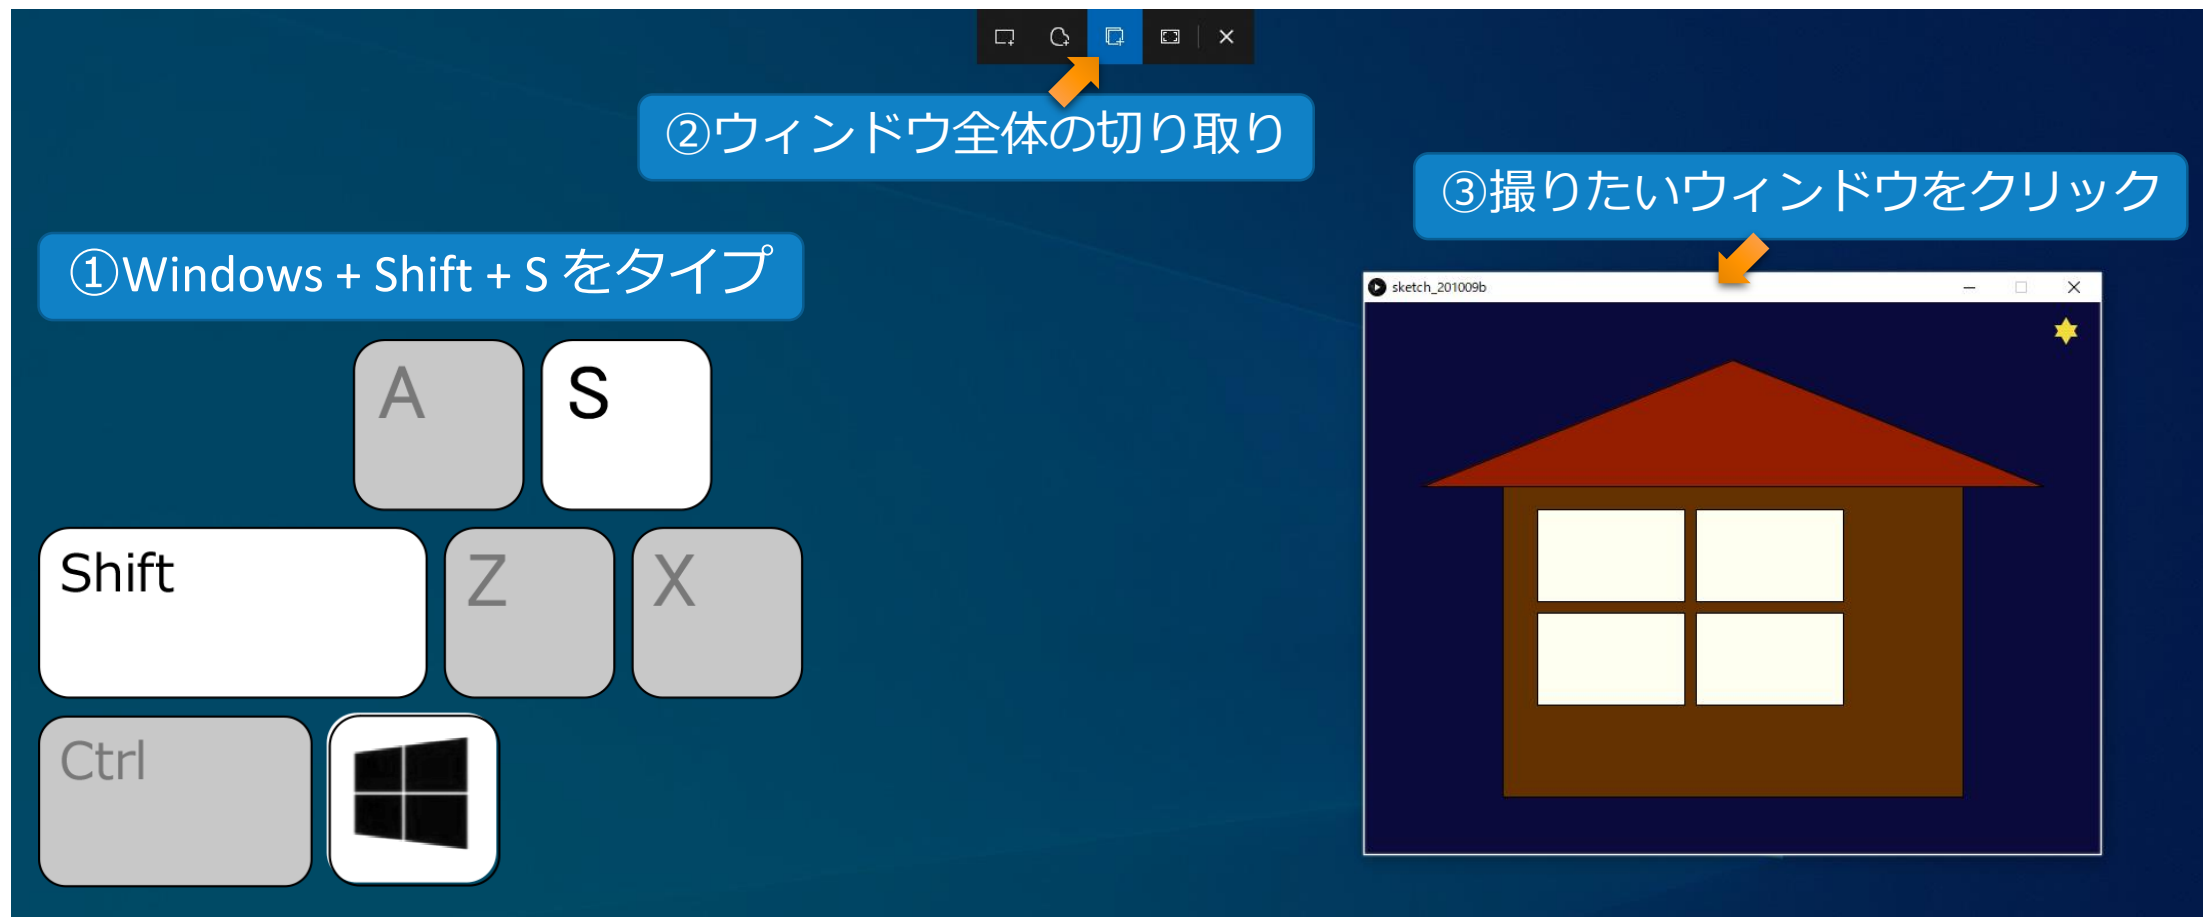 ②ウィンドウ全体の切り取り
③撮りたいウィンドウをクリック
①Windows + Shift + S をタイプ
sketch_201009b
A
S
Shift
Z
X
Ctrl